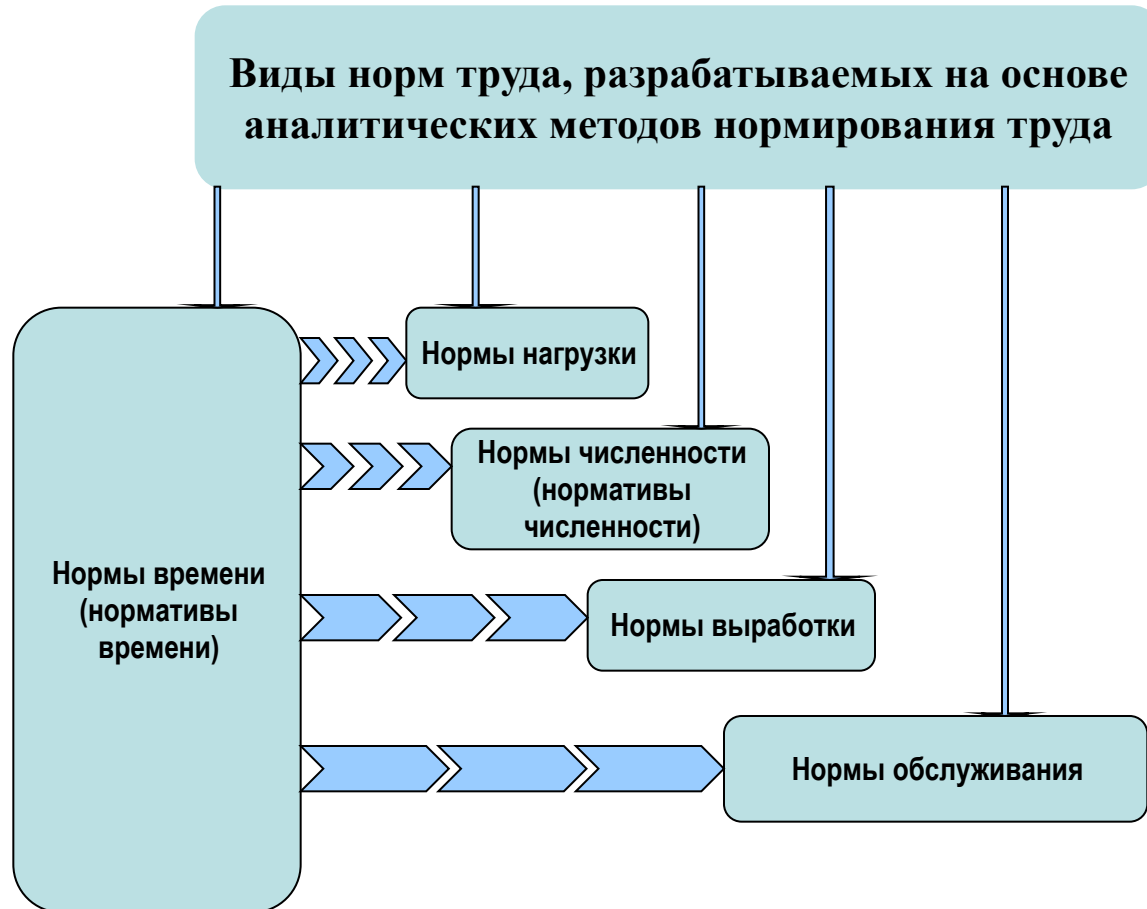 Виды норм труда, разрабатываемых на основе
аналитических методов нормирования труда
Нормы нагрузки
Нормы численности
(нормативы
численности)
Нормы времени
(нормативы
времени)
Нормы выработки
Нормы обслуживания